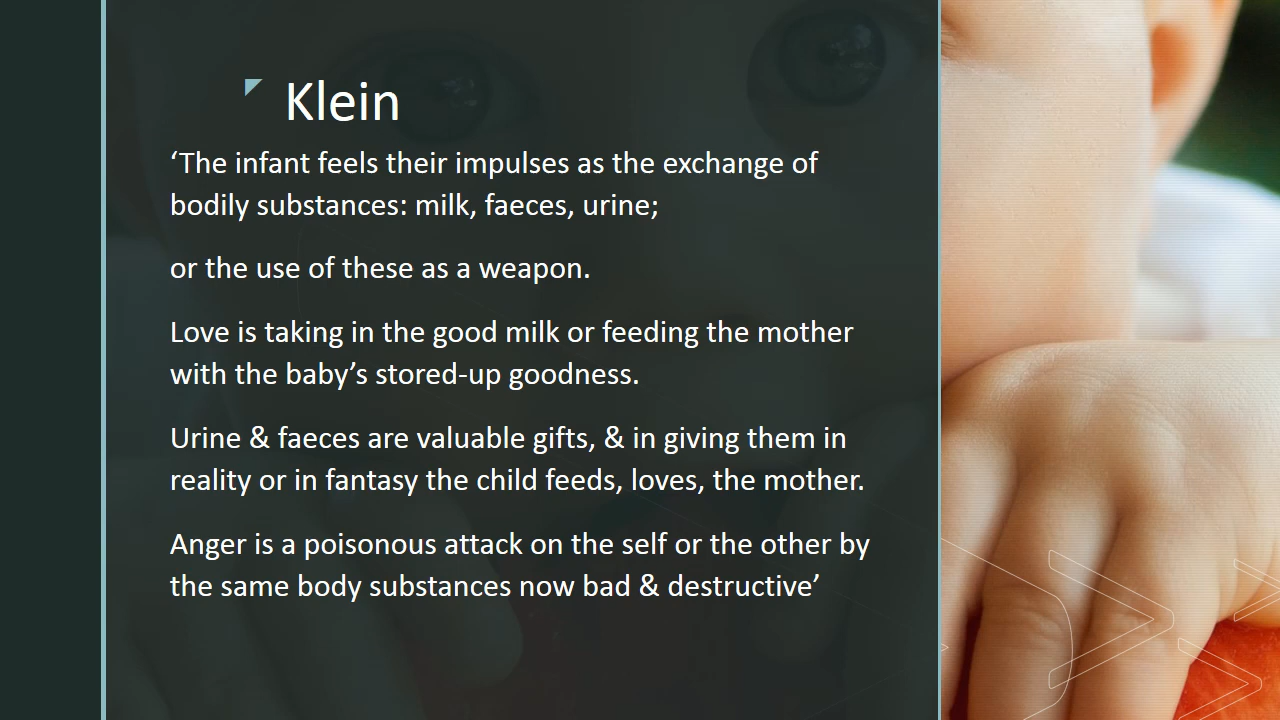 Klein
‘The infant feels their impulses as the exchange of
bodily substances: milk, faeces, urine;
or the use of these as a weapon.
Love is taking in the good milk or feeding the mother
with the baby’s stored-up goodness.
Urine & faeces are valuable gifts, & in giving them in
reality or in fantasy the child feeds, loves, the mother.
Anger is a poisonous attack on the self or the other by
the same body substances now bad & destructive’